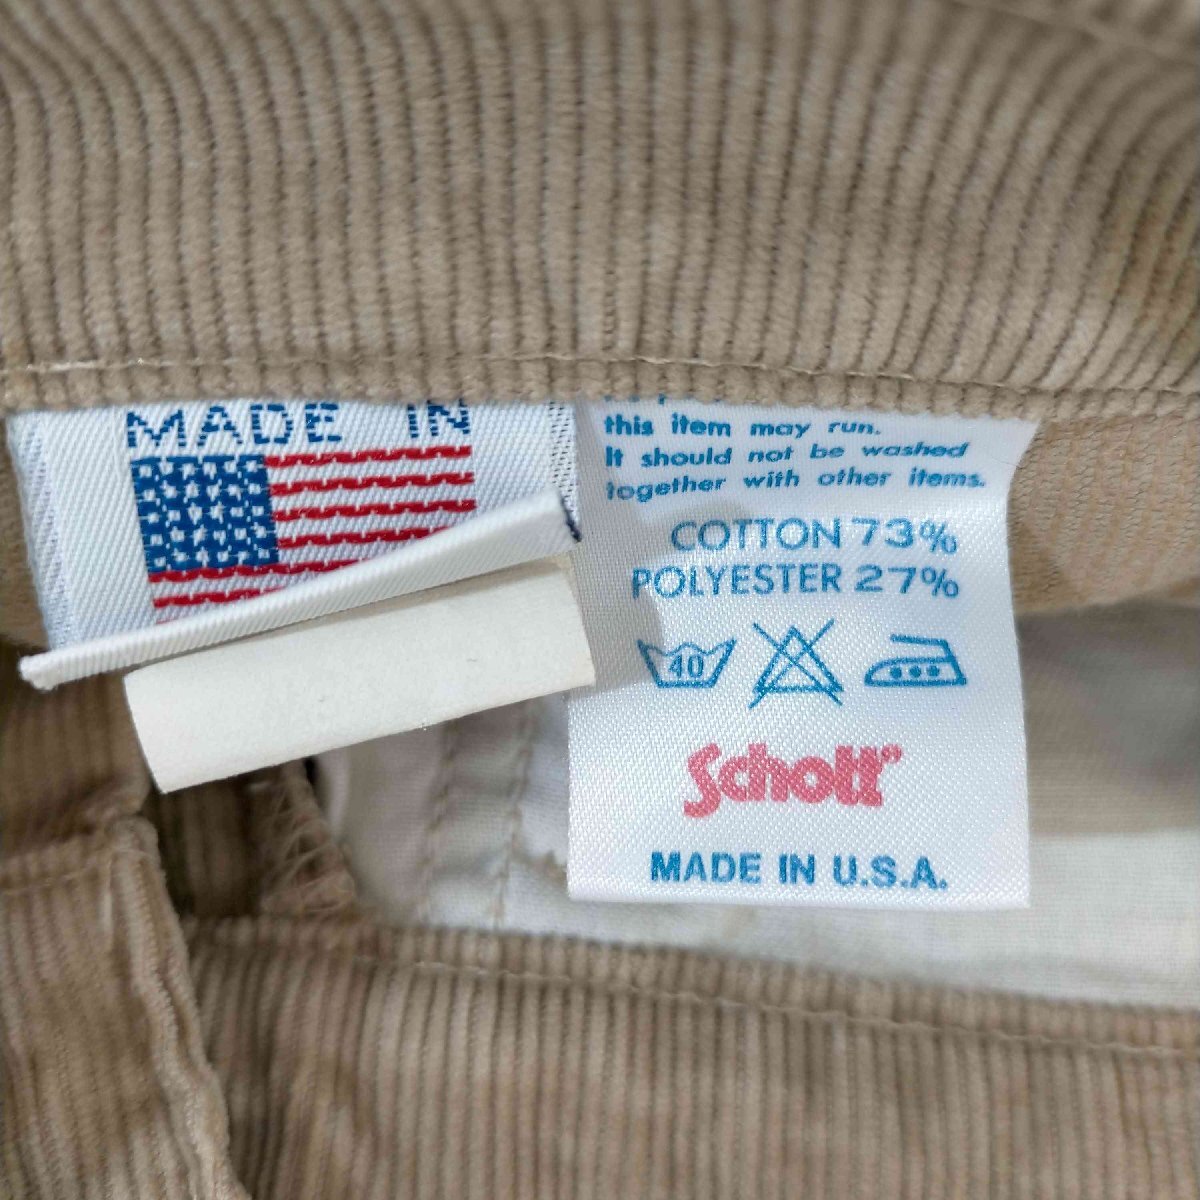 MADE IN
this item may run.
It should not be washed
together with other items.
COTTON 73%
POLYESTER 27%
40
Schott®
MADE IN U.S.A.